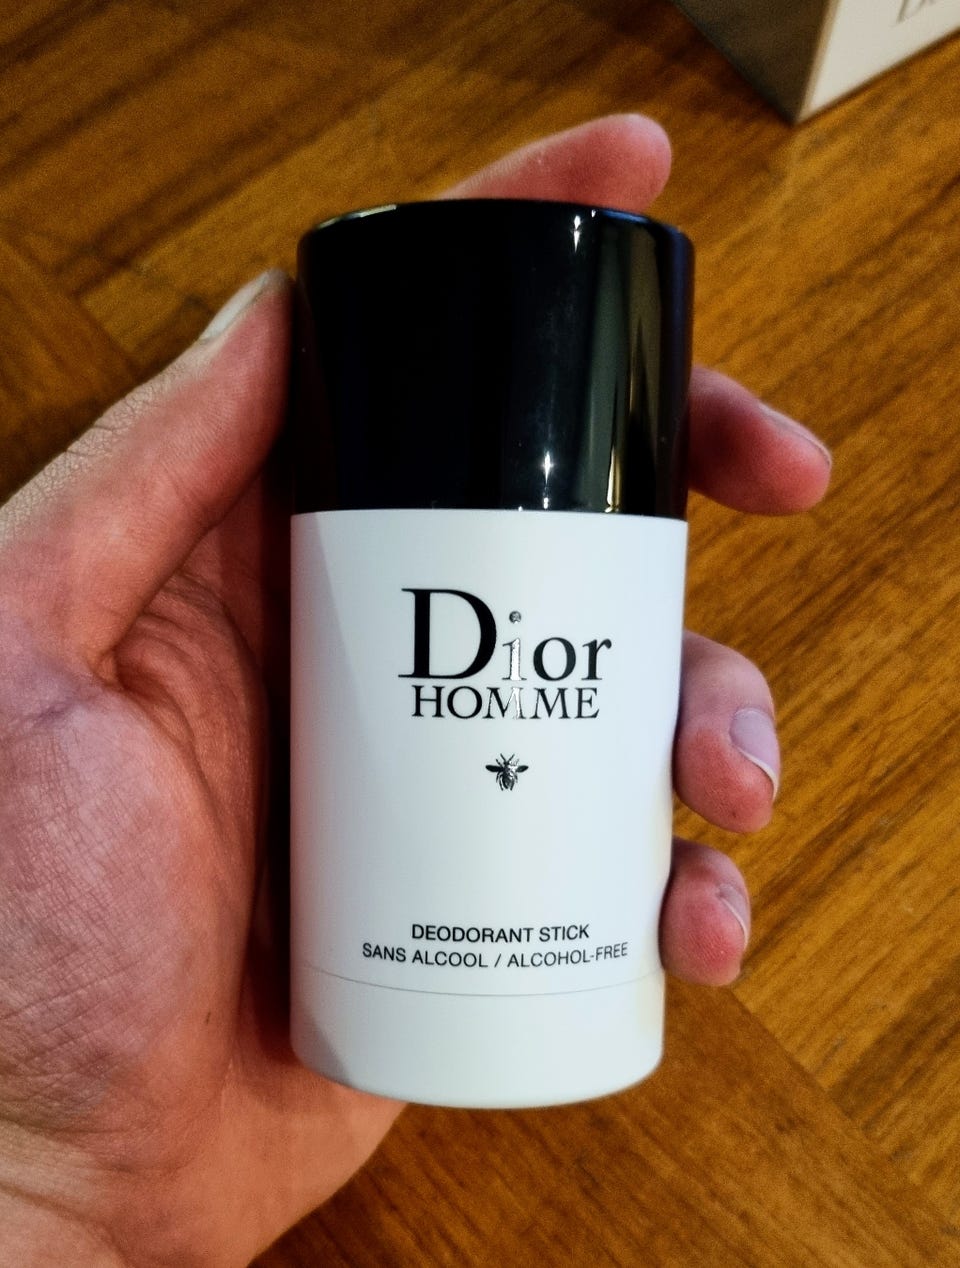 Dior
HOMME
DEODORANT STICK
SANS ALCOOL / ALCOHOL-FREE